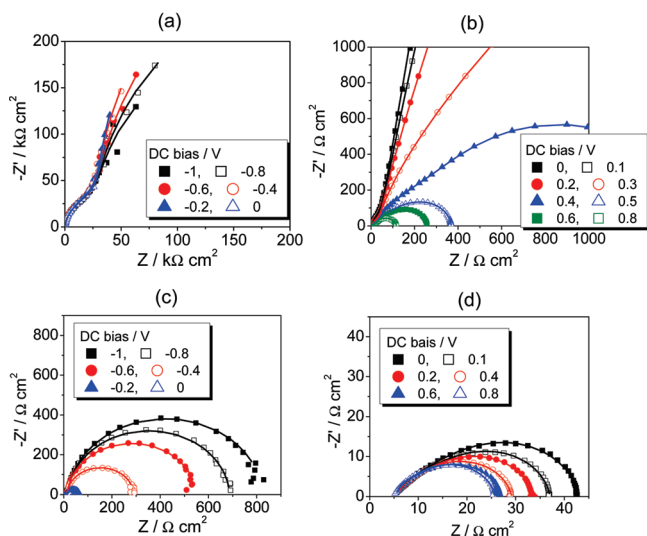 (a)
200
150
100
50
0
-Z' / kΩ cm²
DC bias / V
-1, -0.8
-0.6, -0.4
-0.2, 0
0 50 100 150 200
Z / kΩ cm²
(b)
1000
800
600
400
200
0
-Z' / Ω cm²
DC bias / V
0, 0.1
0.2, 0.3
0.4, 0.5
0.6, 0.8
0 200 400 600 800 1000
Z / Ω cm²
(c)
800
600
400
200
0
-Z' / Ω cm²
DC bias / V
-1, -0.8
-0.6, -0.4
-0.2, 0
0 200 400 600 800
Z / Ω cm²
(d)
40
30
20
10
0
-Z' / Ω cm²
DC bais / V
0, 0.1
0.2, 0.4
0.6, 0.8
0 10 20 30 40
Z / Ω cm²